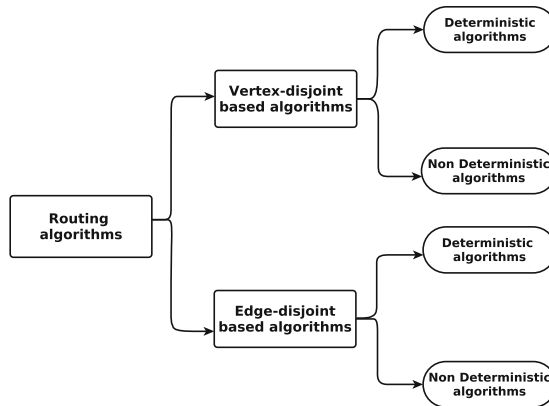 Routing
algorithms
Vertex-disjoint
based algorithms
Deterministic
algorithms
Non Deterministic
algorithms
Edge-disjoint
based algorithms
Deterministic
algorithms
Non Deterministic
algorithms